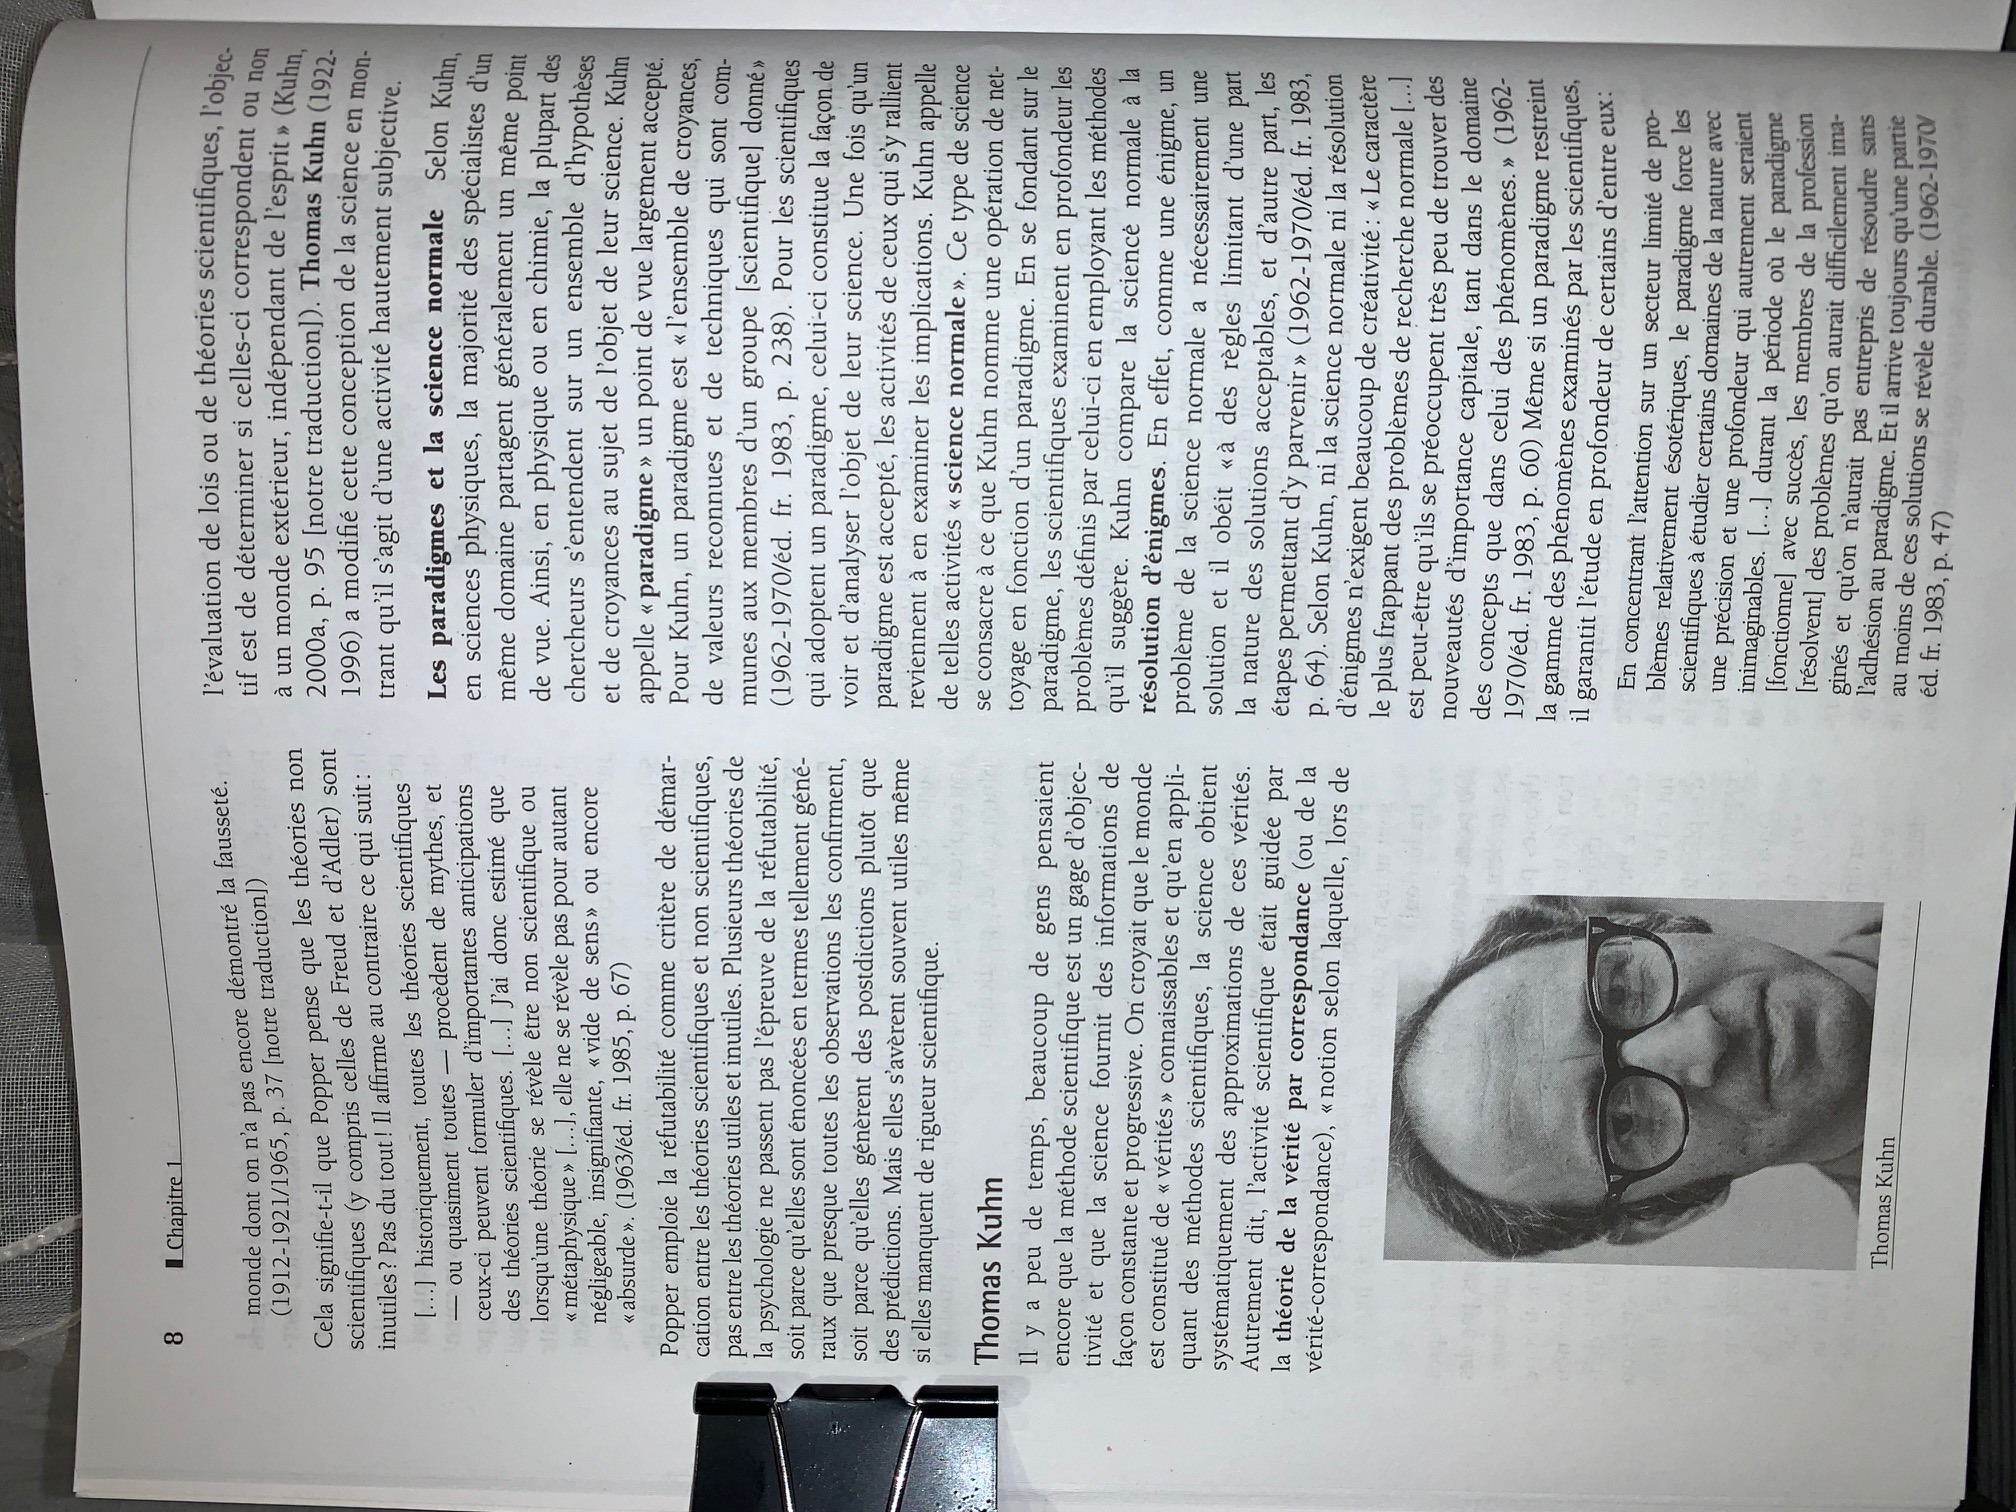 8
Chapitre 1
monde dont on n'a pas encore démontré la fausseté.
(1912-1921/1965, p. 37 [notre traduction])
Cela signifie-t-il que Popper pense que les théories non
scientifiques (y compris celles de Freud et d'Adler) sont
inutiles ? Pas du tout ! Il affirme au contraire ce qui suit :
[...] historiquement, toutes les théories scientifiques
— ou quasiment toutes — procèdent de mythes, et
ceux-ci peuvent formuler d'importantes anticipations
des théories scientifiques. [...] J'ai donc estimé que
lorsqu'une théorie se révèle être non scientifique ou
« métaphysique » [...], elle ne se révèle pas pour autant
négligeable, insignifiante, « vide de sens » ou encore
« absurde ». (1963/éd. fr. 1985, p. 67)
Popper emploie la réfutabilité comme critère de démar-
cation entre les théories scientifiques et non scientifiques,
pas entre les théories utiles et inutiles. Plusieurs théories de
la psychologie ne passent pas l'épreuve de la réfutabilité,
soit parce qu'elles sont énoncées en termes tellement géné-
raux que presque toutes les observations les confirment,
soit parce qu'elles génèrent des postdictions plutôt que
des prédictions. Mais elles s'avèrent souvent utiles même
si elles manquent de rigueur scientifique.
Thomas Kuhn
Il y a peu de temps, beaucoup de gens pensaient
encore que la méthode scientifique est un gage d'objec-
tivité et que la science fournit des informations de
façon constante et progressive. On croyait que le monde
est constitué de « vérités » connaissables et qu'en appli-
quant des méthodes scientifiques, la science obtient
systématiquement des approximations de ces vérités.
Autrement dit, l'activité scientifique était guidée par
la théorie de la vérité par correspondance (ou de la
vérité-correspondance), « notion selon laquelle, lors de
Thomas Kuhn
l'évaluation de lois ou de théories scientifiques, l'objec-
tif est de déterminer si celles-ci correspondent ou non
à un monde extérieur, indépendant de l'esprit » (Kuhn,
2000a, p. 95 [notre traduction]). Thomas Kuhn (1922-
1996) a modifié cette conception de la science en mon-
trant qu'il s'agit d'une activité hautement subjective.
Les paradigmes et la science normale Selon Kuhn,
en sciences physiques, la majorité des spécialistes d'un
même domaine partagent généralement un même point
de vue. Ainsi, en physique ou en chimie, la plupart des
chercheurs s'entendent sur un ensemble d'hypothèses
et de croyances au sujet de l'objet de leur science. Kuhn
appelle « paradigme » un point de vue largement accepté.
Pour Kuhn, un paradigme est « l'ensemble de croyances,
de valeurs reconnues et de techniques qui sont com-
munes aux membres d'un groupe [scientifique] donné »
(1962-1970/éd. fr. 1983, p. 238). Pour les scientifiques
qui adoptent un paradigme, celui-ci constitue la façon de
voir et d'analyser l'objet de leur science. Une fois qu'un
paradigme est accepté, les activités de ceux qui s'y rallient
reviennent à en examiner les implications. Kuhn appelle
de telles activités « science normale ». Ce type de science
se consacre à ce que Kuhn nomme une opération de net-
toyage en fonction d'un paradigme. En se fondant sur le
paradigme, les scientifiques examinent en profondeur les
problèmes définis par celui-ci en employant les méthodes
qu'il suggère. Kuhn compare la science normale à la
résolution d'énigmes. En effet, comme une énigme, un
problème de la science normale a nécessairement une
solution et il obéit « à des règles limitant d'une part
la nature des solutions acceptables, et d'autre part, les
étapes permettant d'y parvenir » (1962-1970/éd. fr. 1983,
p. 64). Selon Kuhn, ni la science normale ni la résolution
d'énigmes n'exigent beaucoup de créativité : « Le caractère
le plus frappant des problèmes de recherche normale [...]
est peut-être qu'ils se préoccupent très peu de trouver des
nouveautés d'importance capitale, tant dans le domaine
des concepts que dans celui des phénomènes. » (1962-
1970/éd. fr. 1983, p. 60) Même si un paradigme restreint
la gamme des phénomènes examinés par les scientifiques,
il garantit l'étude en profondeur de certains d'entre eux :
En concentrant l'attention sur un secteur limité de pro-
blèmes relativement ésotériques, le paradigme force les
scientifiques à étudier certains domaines de la nature avec
une précision et une profondeur qui autrement seraient
inimaginables. [...] durant la période où le paradigme
[fonctionne] avec succès, les membres de la profession
[résolvent] des problèmes qu'on aurait difficilement ima-
ginés et qu'on n'aurait pas entrepris de résoudre sans
l'adhésion au paradigme. Et il arrive toujours qu'une partie
au moins de ces solutions se révèle durable. (1962-1970/
éd. fr. 1983, p. 47)